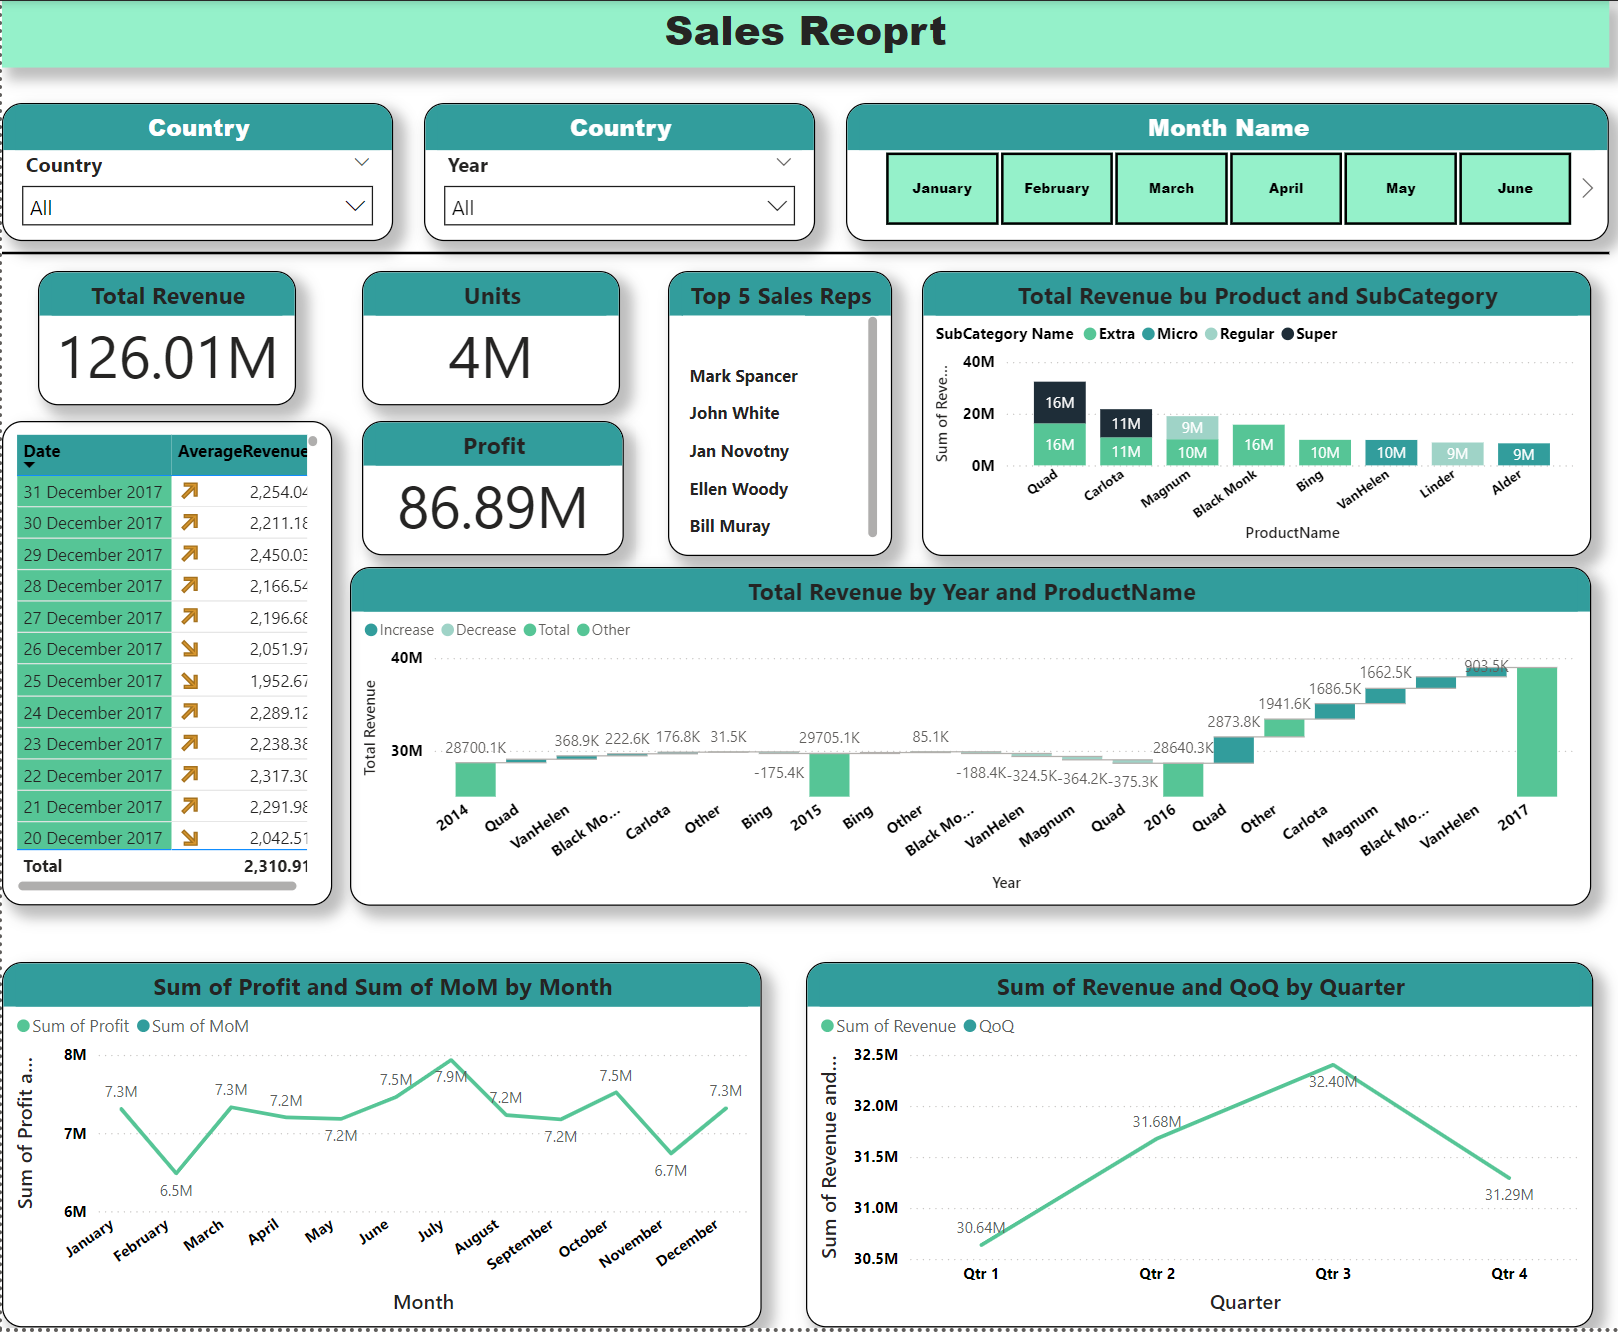 Sales Reoprt
Country
Country
All
Country
Year
All
Month Name
January February March April May June
Total Revenue
126.01M
Units
4M
Profit
86.89M
Top 5 Sales Reps
Mark Spancer
John White
Jan Novotny
Ellen Woody
Bill Muray
Total Revenue bu Product and SubCategory
SubCategory Name Extra Micro Regular Super
Sum of Reve...
40M
20M
0M
16M 16M
11M 11M
9M 10M
16M
10M
10M
9M
9M
Quad Carlota Magnum Black Monk Bing VanHelen Linder Alder
ProductName
Date AverageRevenue
31 December 2017 2,254.04
30 December 2017 2,211.18
29 December 2017 2,450.03
28 December 2017 2,166.54
27 December 2017 2,196.68
26 December 2017 2,051.97
25 December 2017 1,952.67
24 December 2017 2,289.12
23 December 2017 2,238.38
22 December 2017 2,317.30
21 December 2017 2,291.98
20 December 2017 2,042.51
Total 2,310.91
Total Revenue by Year and ProductName
Increase Decrease Total Other
Total Revenue
40M
30M
28700.1K 368.9K 222.6K 176.8K 31.5K -175.4K 29705.1K 85.1K -188.4K -324.5K -364.2K -375.3K 28640.3K 2873.8K 1941.6K 1686.5K 1662.5K 903.5K
2014 Quad VanHelen Black Mo... Carlota Other Bing 2015 Bing Other Black Mo... VanHelen Magnum Quad 2016 Quad Other Carlota Magnum Black Mo... VanHelen 2017
Year
Sum of Profit and Sum of MoM by Month
Sum of Profit Sum of MoM
Sum of Profit a...
8M
7M
6M
7.3M 6.5M 7.3M 7.2M 7.2M 7.5M 7.9M 7.2M 7.2M 7.5M 6.7M 7.3M
January February March April May June July August September October November December
Month
Sum of Revenue and QoQ by Quarter
Sum of Revenue QoQ
Sum of Revenue and...
32.5M
32.0M
31.5M
31.0M
30.5M
30.64M 31.68M 32.40M 31.29M
Qtr 1 Qtr 2 Qtr 3 Qtr 4
Quarter